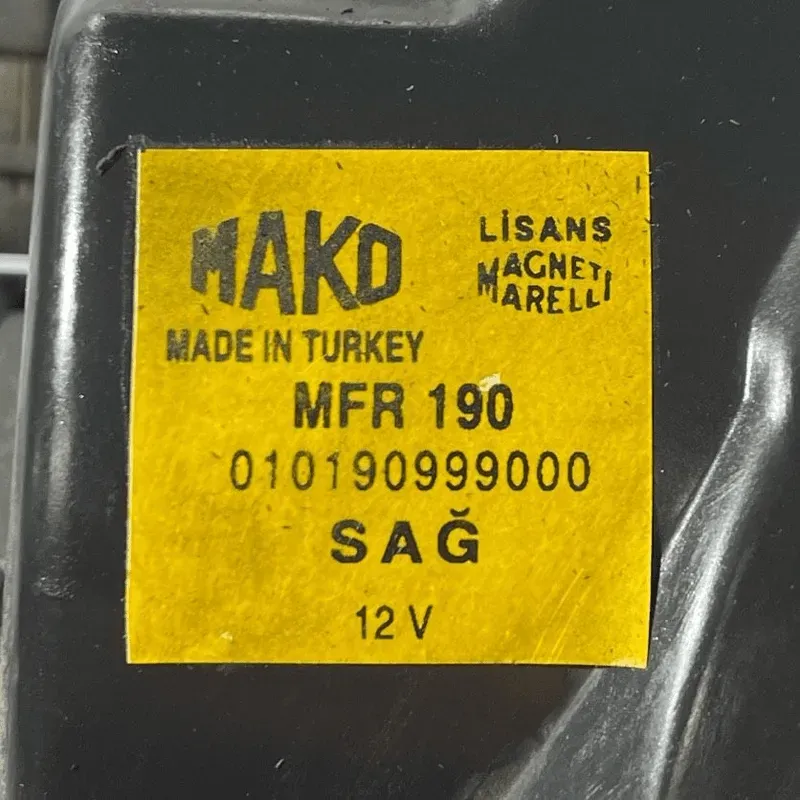 MAKO
LİSANS
MAGNETI
MARELLI
MADE IN TURKEY
MFR 190
010190999000
SAĞ
12 V